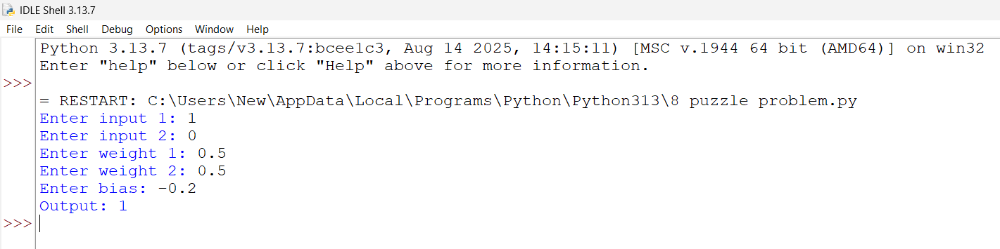 IDLE Shell 3.13.7
File Edit Shell Debug Options Window Help
Python 3.13.7 (tags/v3.13.7:bcee1c3, Aug 14 2025, 14:15:11) [MSC v.1944 64 bit (AMD64)] on win32
Enter "help" below or click "Help" above for more information.
>>>
= RESTART: C:\Users\New\AppData\Local\Programs\Python\Python313\8 puzzle problem.py
Enter input 1: 1
Enter input 2: 0
Enter weight 1: 0.5
Enter weight 2: 0.5
Enter bias: -0.2
Output: 1
>>>